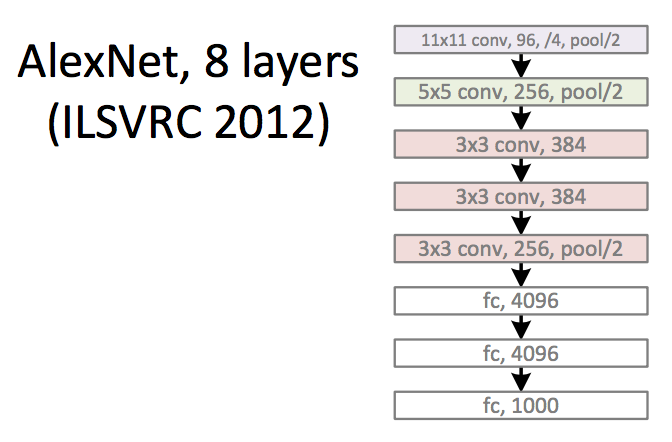 AlexNet, 8 layers
(ILSVRC 2012)
11x11 conv, 96, /4, pool/2
5x5 conv, 256, pool/2
3x3 conv, 384
3x3 conv, 384
3x3 conv, 256, pool/2
fc, 4096
fc, 4096
fc, 1000